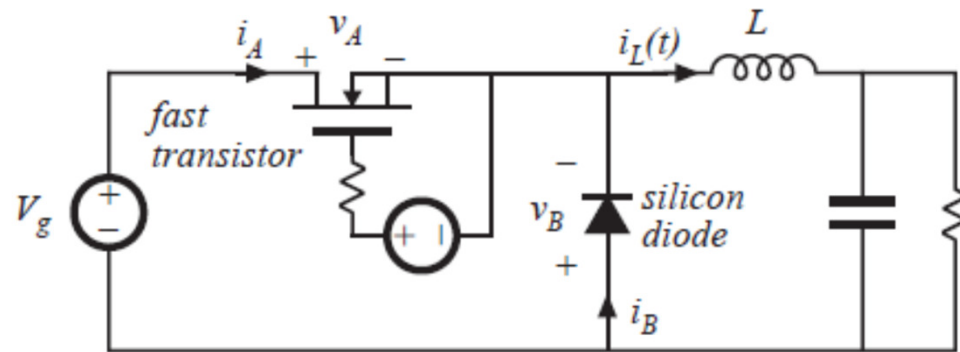 i_A + v_A − i_L(t) L
fast
transistor
V_g + −
+ −
− v_B +
silicon
diode
i_B